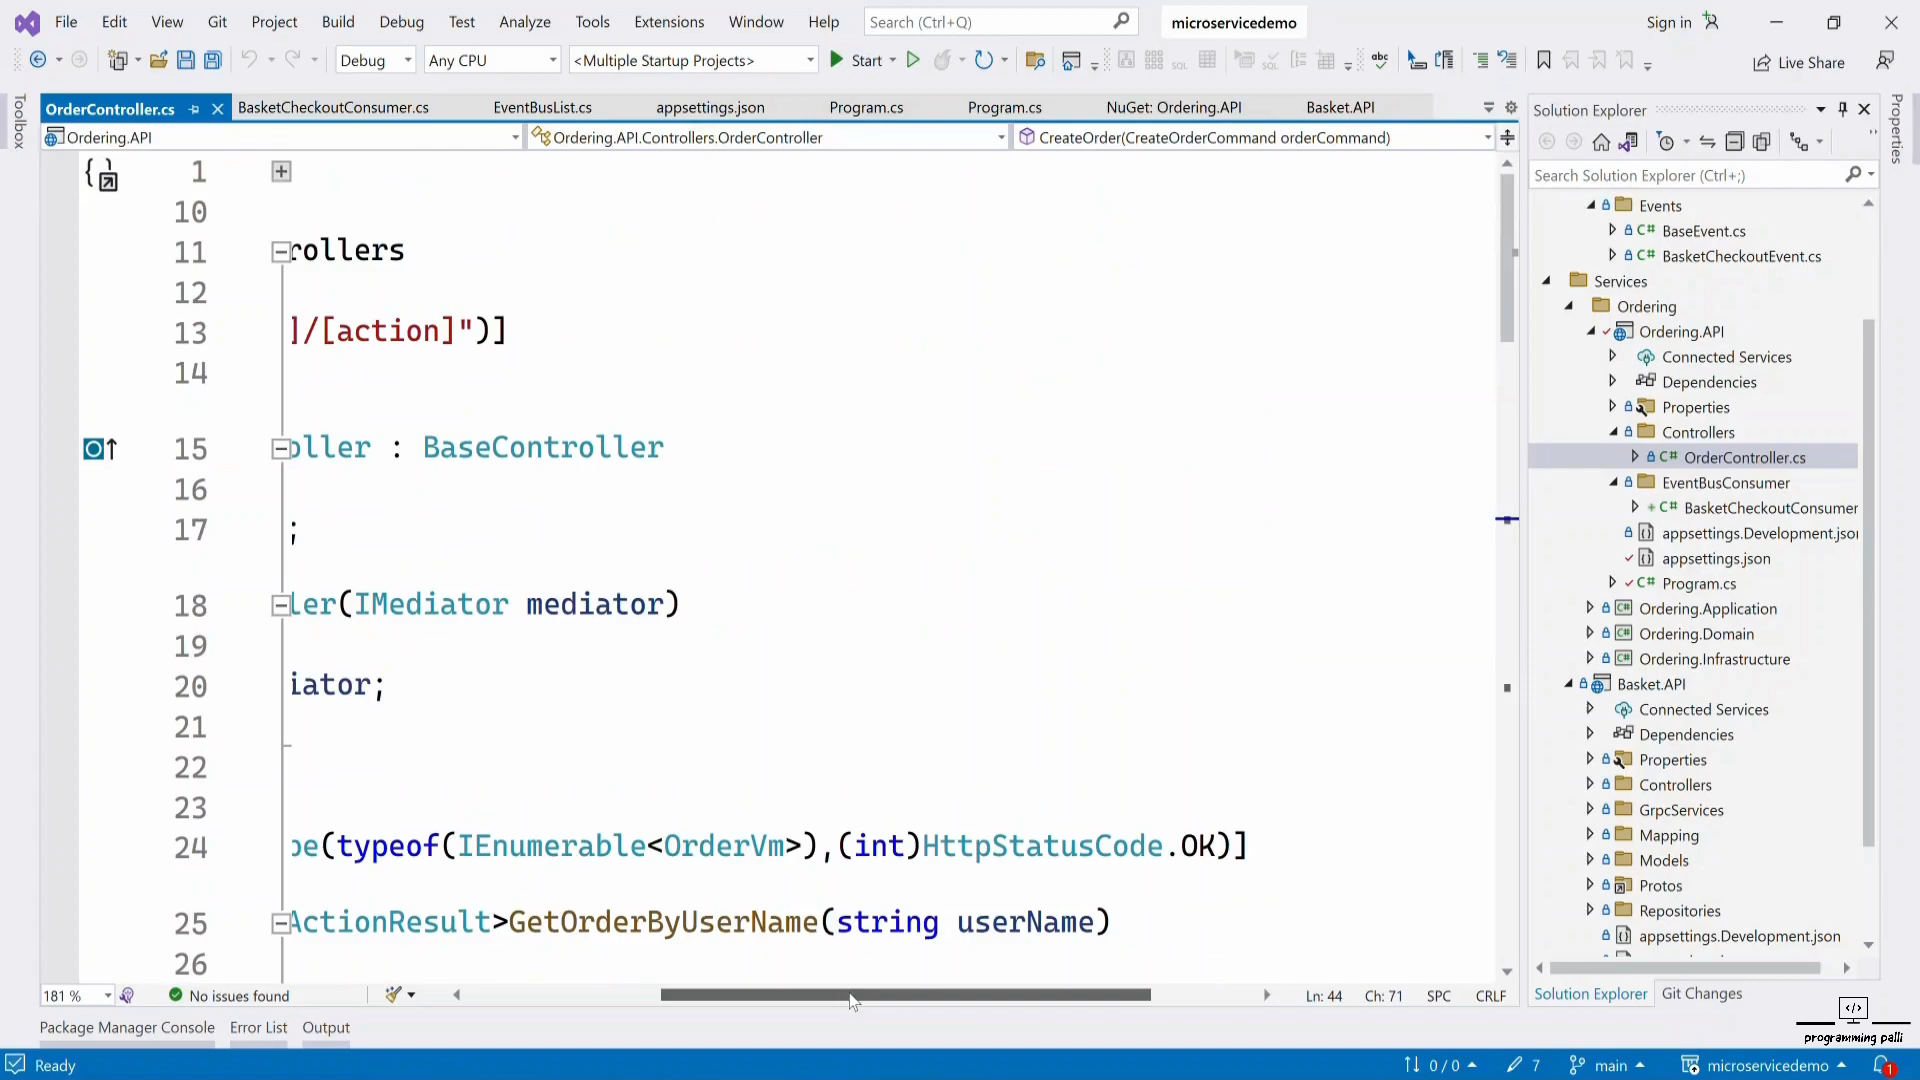 File Edit View Git Project Build Debug Test Analyze Tools Extensions Window Help Search (Ctrl+Q) microservicedemo Sign in
Debug Any CPU <Multiple Startup Projects> Start Live Share
Toolbox
OrderController.cs BasketCheckoutConsumer.cs EventBusList.cs appsettings.json Program.cs Program.cs NuGet: Ordering.API Basket.API
Ordering.API Ordering.API.Controllers.OrderController CreateOrder(CreateOrderCommand orderCommand)
1
10
11 rollers
12
13 ]/[action]")]
14
15 oller : BaseController
16
17 ;
18 ler(IMediator mediator)
19
20 iator;
21
22
23
24 pe(typeof(IEnumerable<OrderVm>),(int)HttpStatusCode.OK)]
25 ActionResult>GetOrderByUserName(string userName)
26
181 % No issues found Ln: 44 Ch: 71 SPC CRLF
Package Manager Console Error List Output
Solution Explorer
Search Solution Explorer (Ctrl+;)
Events
C# BaseEvent.cs
C# BasketCheckoutEvent.cs
Services
Ordering
Ordering.API
Connected Services
Dependencies
Properties
Controllers
C# OrderController.cs
EventBusConsumer
C# BasketCheckoutConsumer
appsettings.Development.jso
appsettings.json
C# Program.cs
C# Ordering.Application
C# Ordering.Domain
C# Ordering.Infrastructure
Basket.API
Connected Services
Dependencies
Properties
Controllers
GrpcServices
Mapping
Models
Protos
Repositories
appsettings.Development.json
Solution Explorer Git Changes
Properties
programming palli
Ready 0 / 0 7 main microservicedemo 1